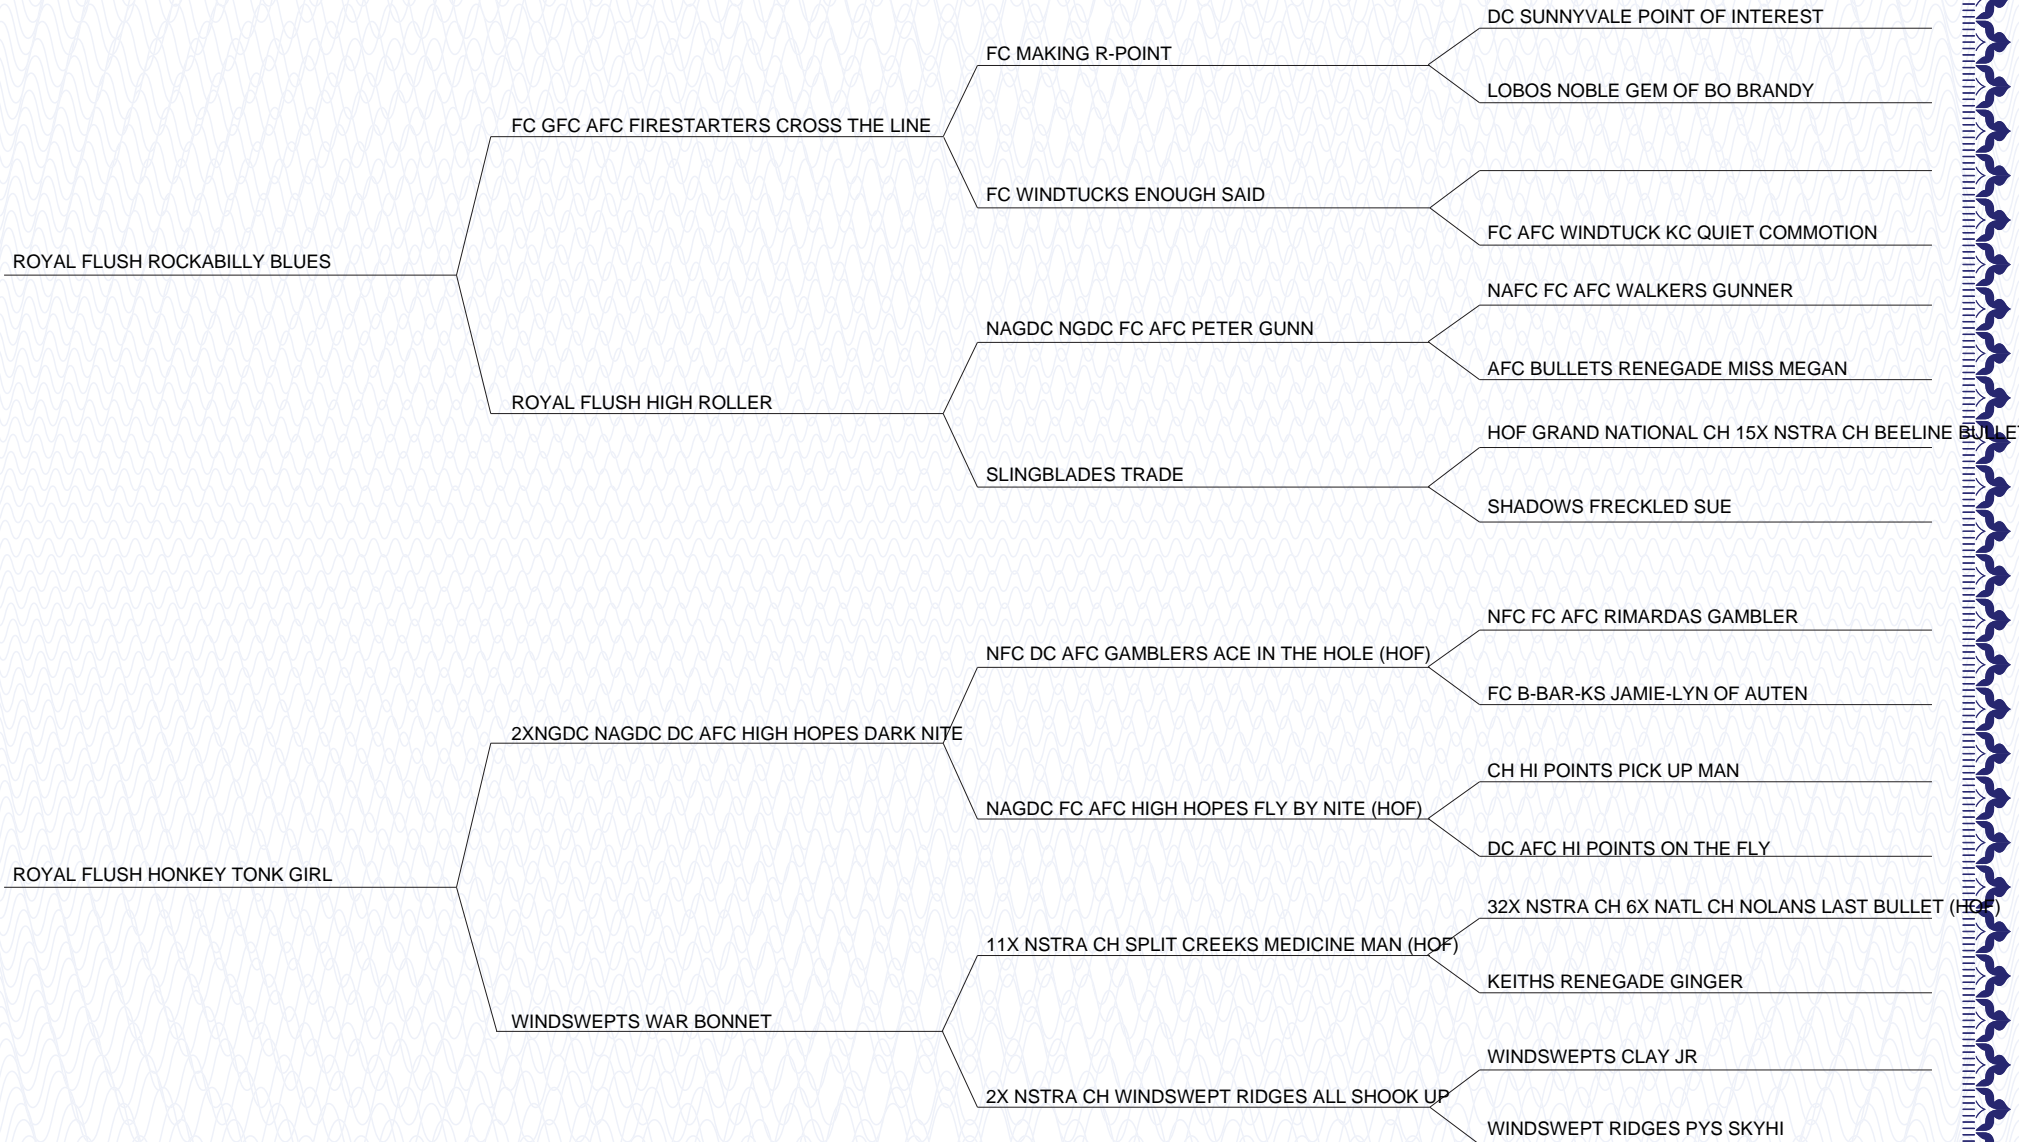 DC SUNNYVALE POINT OF INTEREST
FC MAKING R-POINT
LOBOS NOBLE GEM OF BO BRANDY
FC GFC AFC FIRESTARTERS CROSS THE LINE
FC WINDTUCKS ENOUGH SAID
FC AFC WINDTUCK KC QUIET COMMOTION
ROYAL FLUSH ROCKABILLY BLUES
NAFC FC AFC WALKERS GUNNER
NAGDC NGDC FC AFC PETER GUNN
AFC BULLETS RENEGADE MISS MEGAN
ROYAL FLUSH HIGH ROLLER
HOF GRAND NATIONAL CH 15X NSTRA CH BEELINE BULLET
SLINGBLADES TRADE
SHADOWS FRECKLED SUE
NFC FC AFC RIMARDAS GAMBLER
NFC DC AFC GAMBLERS ACE IN THE HOLE (HOF)
FC B-BAR-KS JAMIE-LYN OF AUTEN
2XNGDC NAGDC DC AFC HIGH HOPES DARK NITE
CH HI POINTS PICK UP MAN
NAGDC FC AFC HIGH HOPES FLY BY NITE (HOF)
DC AFC HI POINTS ON THE FLY
ROYAL FLUSH HONKEY TONK GIRL
32X NSTRA CH 6X NATL CH NOLANS LAST BULLET (HOF)
11X NSTRA CH SPLIT CREEKS MEDICINE MAN (HOF)
KEITHS RENEGADE GINGER
WINDSWEPTS WAR BONNET
WINDSWEPTS CLAY JR
2X NSTRA CH WINDSWEPT RIDGES ALL SHOOK UP
WINDSWEPT RIDGES PYS SKYHI